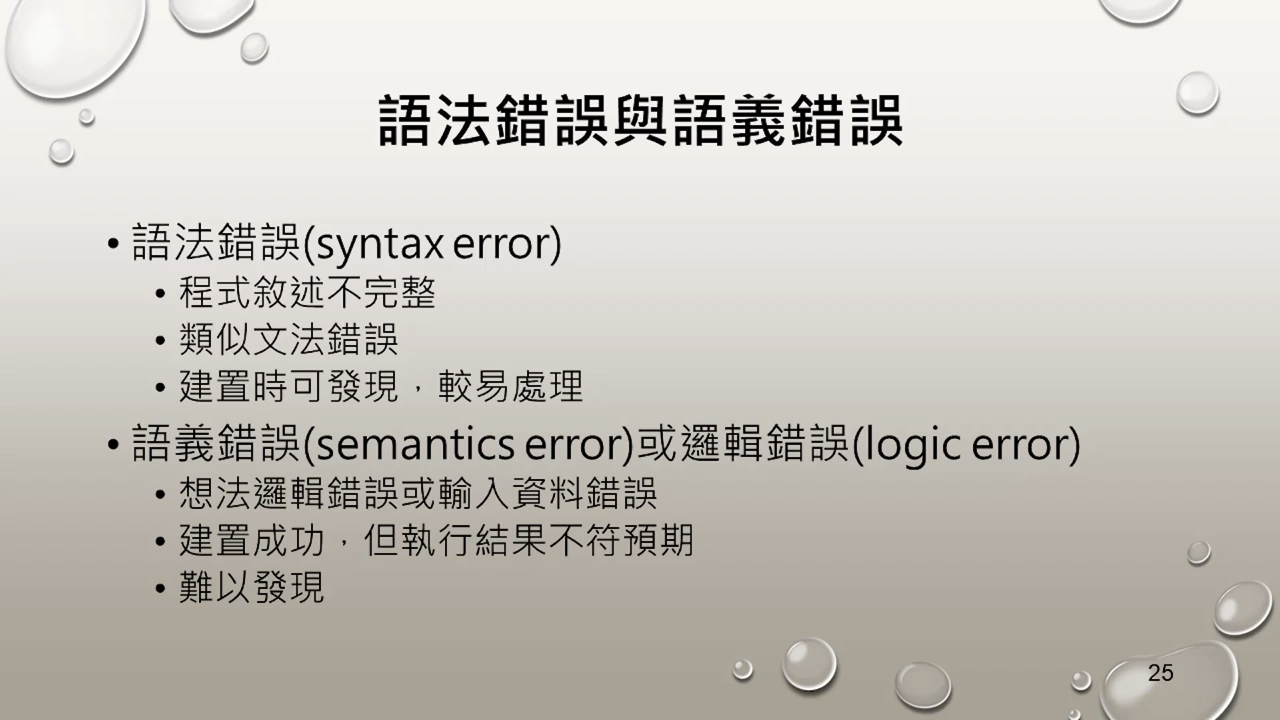 語法錯誤與語義錯誤
• 語法錯誤(syntax error)
• 程式敘述不完整
• 類似文法錯誤
• 建置時可發現，較易處理
• 語義錯誤(semantics error)或邏輯錯誤(logic error)
• 想法邏輯錯誤或輸入資料錯誤
• 建置成功，但執行結果不符預期
• 難以發現
25